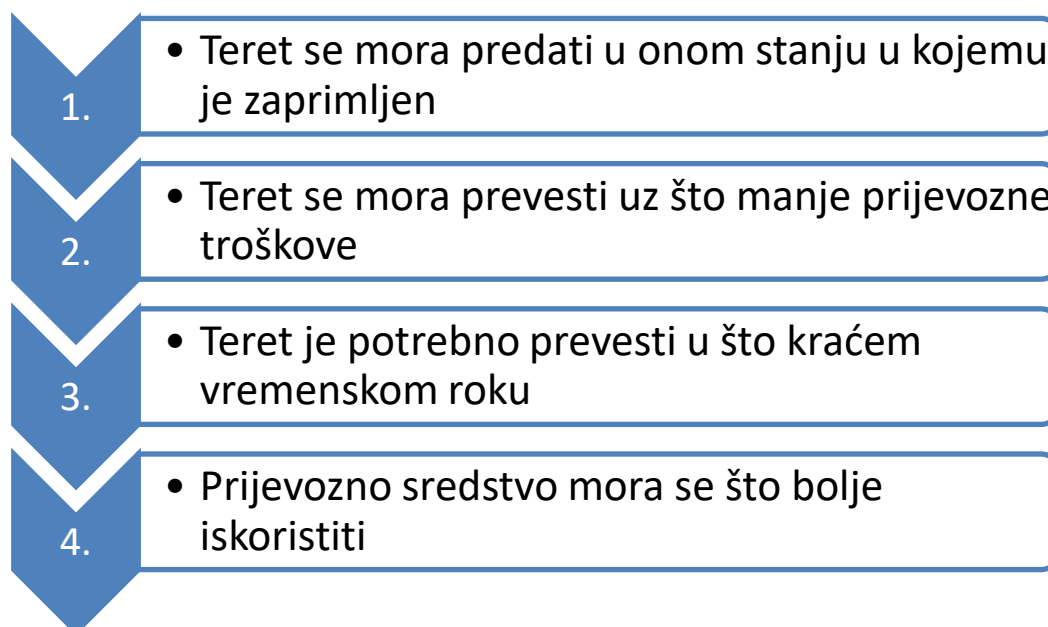 1.
• Teret se mora predati u onom stanju u kojemu
je zaprimljen
2.
• Teret se mora prevesti uz što manje prijevozne
troškove
3.
• Teret je potrebno prevesti u što kraćem
vremenskom roku
4.
• Prijevozno sredstvo mora se što bolje
iskoristiti